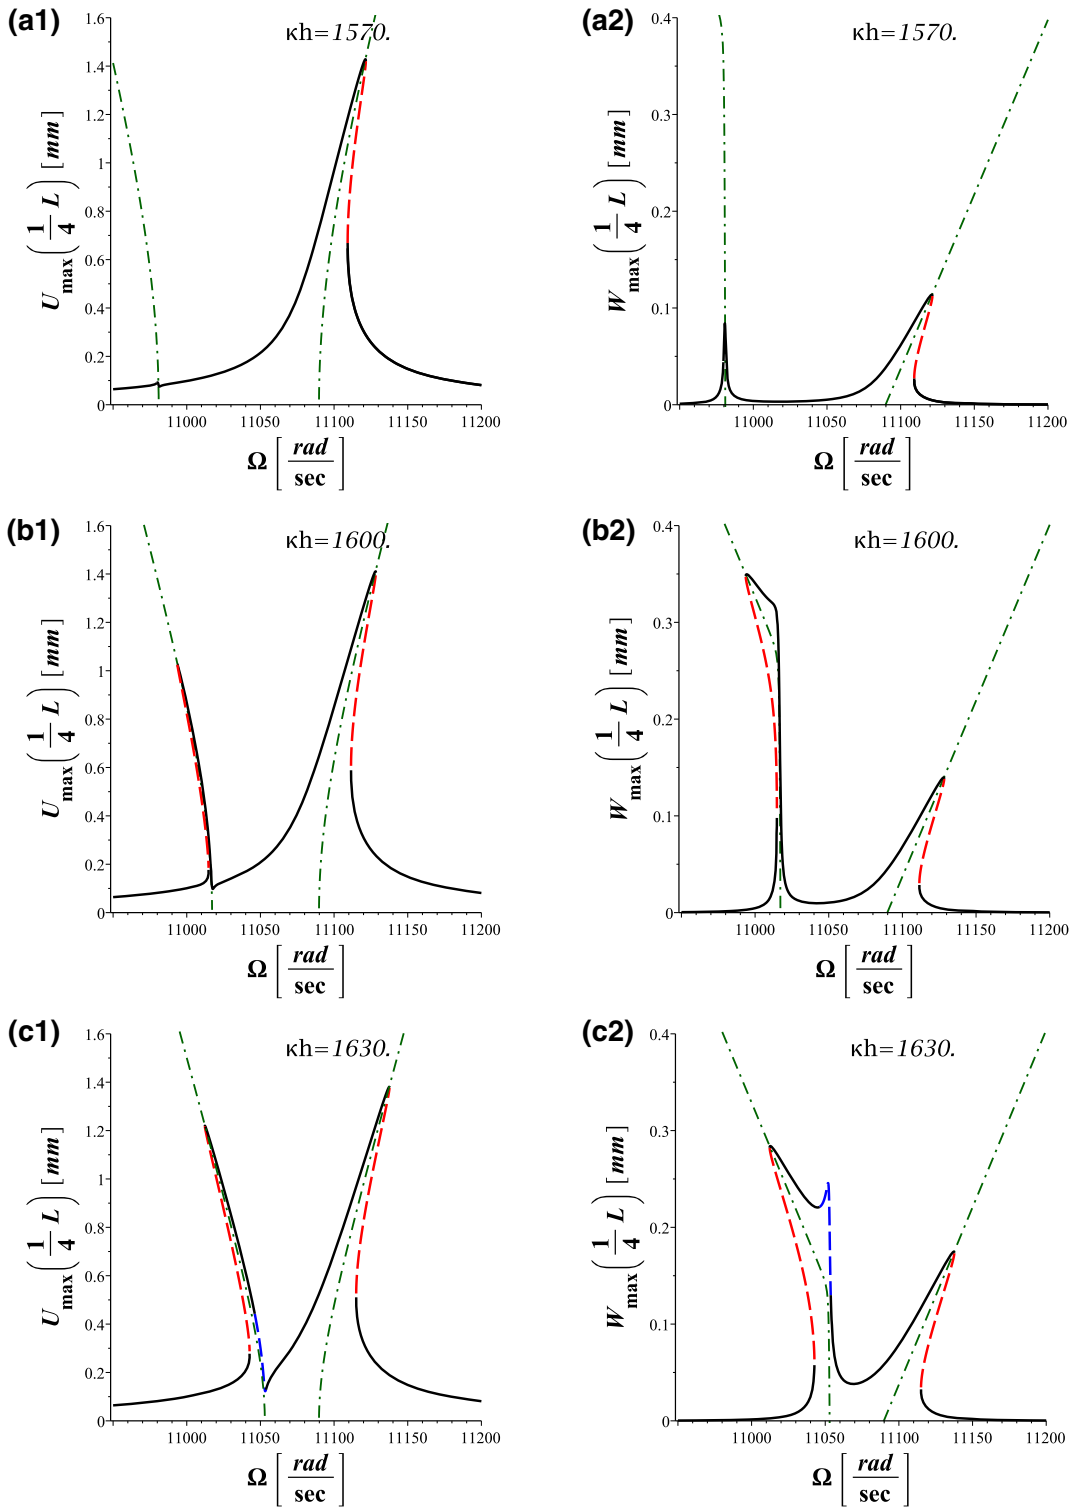 (a1)
κh=1570.
U max (1/4 L) [mm]
1.6
1.4
1.2
1
0.8
0.6
0.4
0.2
0
11000 11050 11100 11150 11200
Ω [rad/sec]
(a2)
κh=1570.
W max (1/4 L) [mm]
0.4
0.3
0.2
0.1
0
11000 11050 11100 11150 11200
Ω [rad/sec]
(b1)
κh=1600.
U max (1/4 L) [mm]
1.6
1.4
1.2
1
0.8
0.6
0.4
0.2
0
11000 11050 11100 11150 11200
Ω [rad/sec]
(b2)
κh=1600.
W max (1/4 L) [mm]
0.4
0.3
0.2
0.1
0
11000 11050 11100 11150 11200
Ω [rad/sec]
(c1)
κh=1630.
U max (1/4 L) [mm]
1.6
1.4
1.2
1
0.8
0.6
0.4
0.2
0
11000 11050 11100 11150 11200
Ω [rad/sec]
(c2)
κh=1630.
W max (1/4 L) [mm]
0.4
0.3
0.2
0.1
0
11000 11050 11100 11150 11200
Ω [rad/sec]